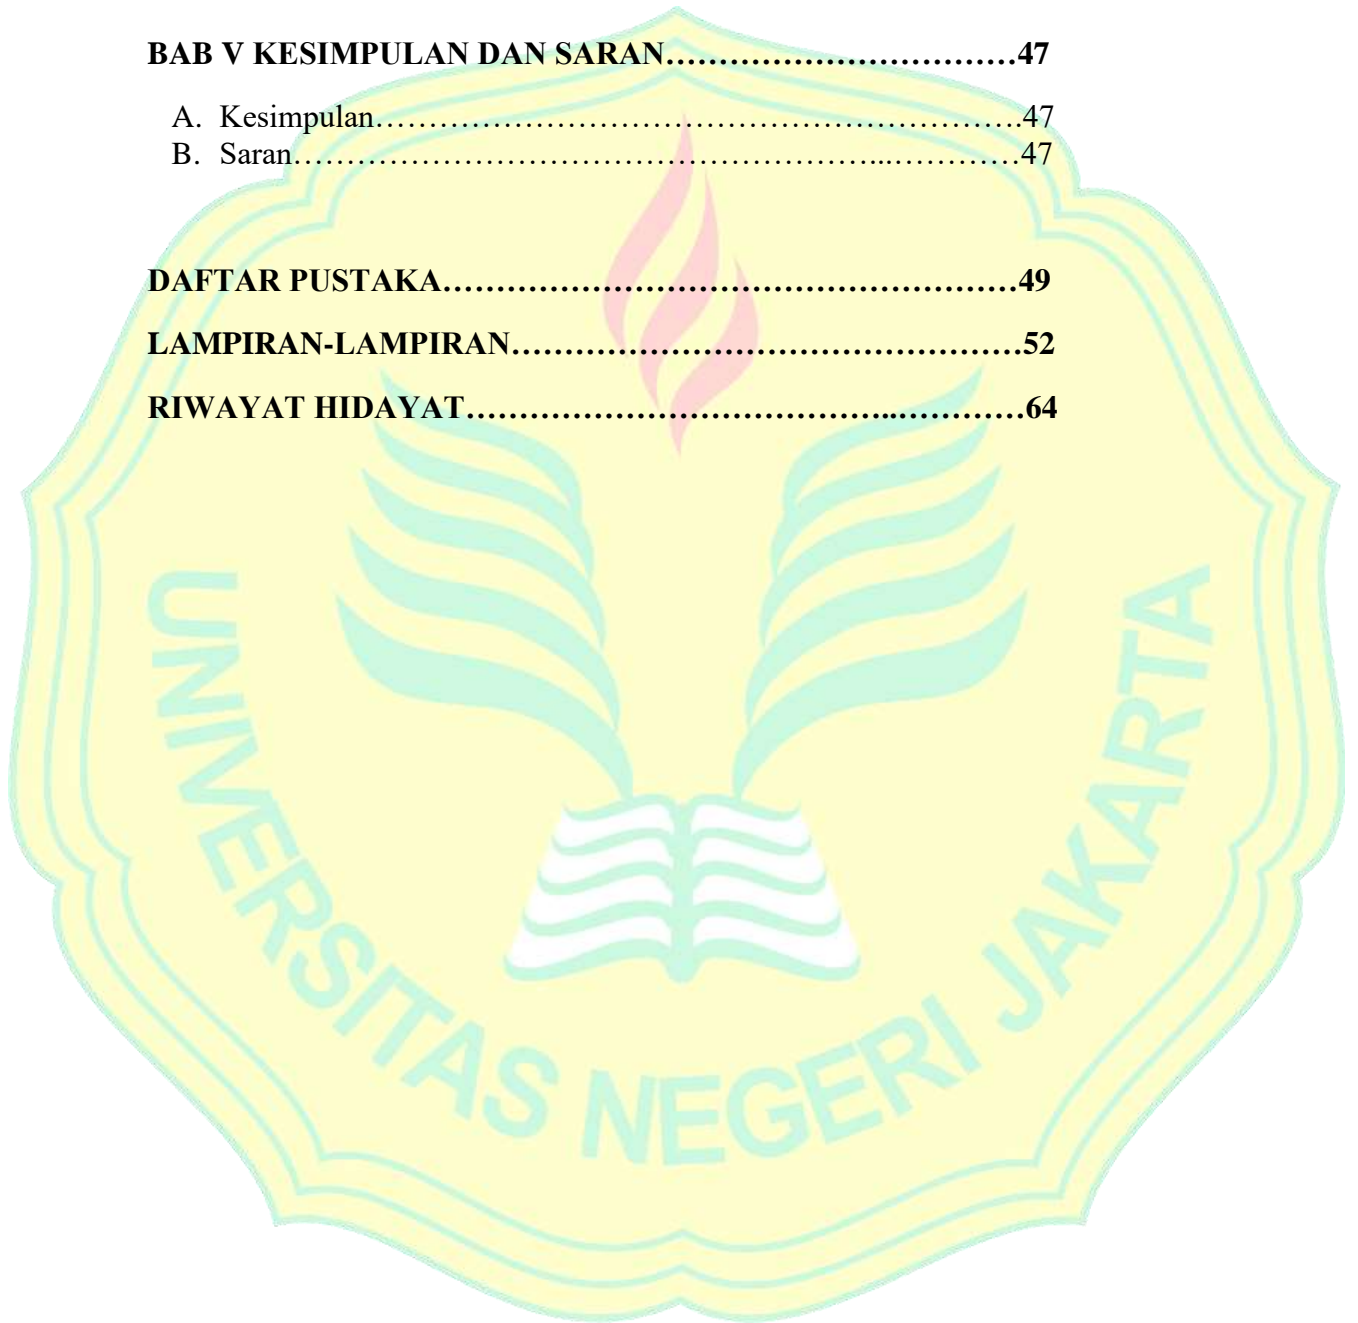 BAB V KESIMPULAN DAN SARAN……………………………47
A. Kesimpulan……………………………………………………….47
B. Saran…………………………………………………...…………47
DAFTAR PUSTAKA………………………………………………49
LAMPIRAN-LAMPIRAN…………………………………………52
RIWAYAT HIDAYAT…………………………………...…………64
UNIVERSITAS NEGERI JAKARTA